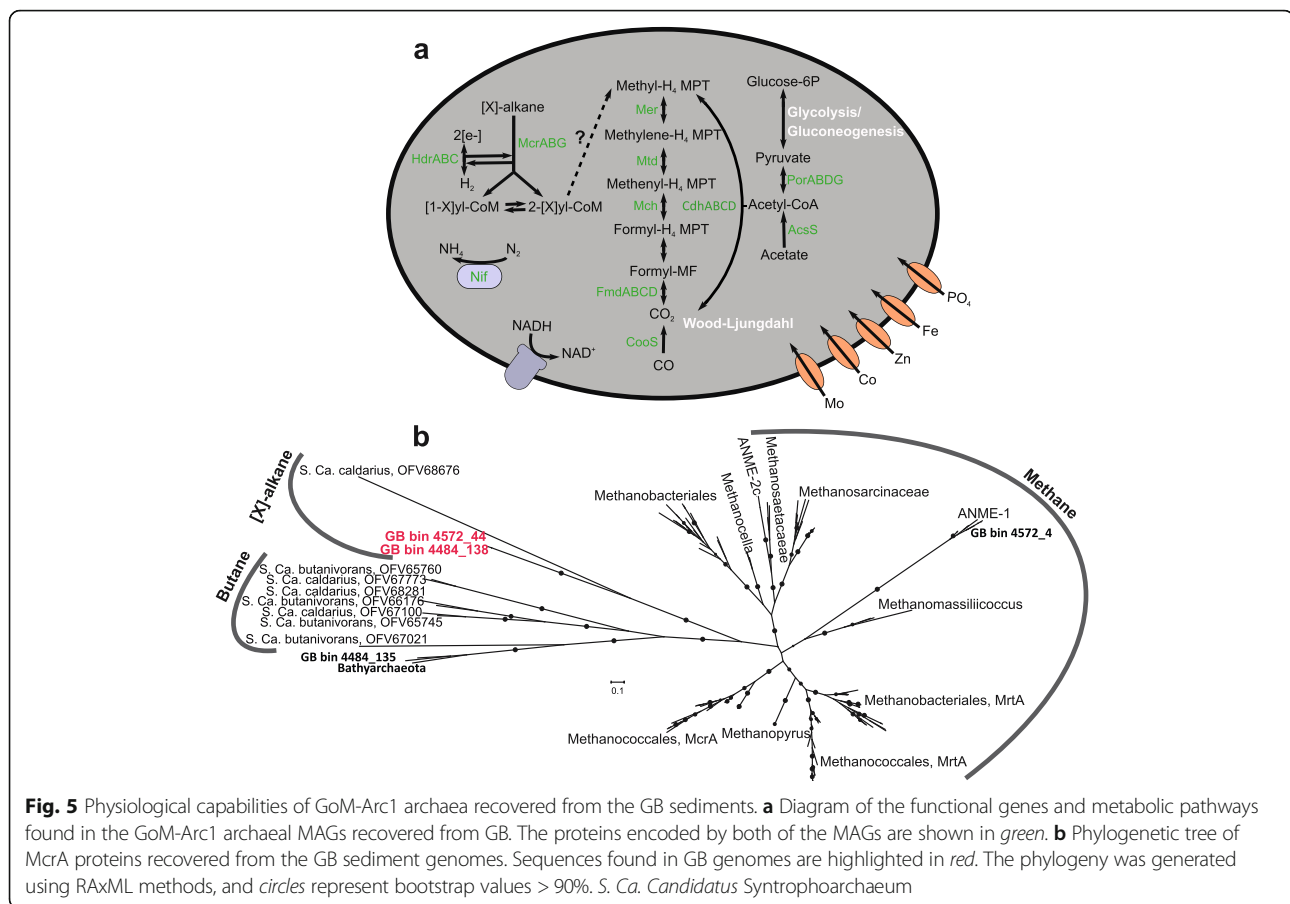 a
Methyl-H4 MPT
Glucose-6P
[X]-alkane
Mer
Glycolysis/
Gluconeogenesis
2[e-]
McrABG
?
Methylene-H4 MPT
HdrABC
Mtd
Pyruvate
H2
Methenyl-H4 MPT
PorABDG
[1-X]yl-CoM
2-[X]yl-CoM
Mch
CdhABCD
Acetyl-CoA
Formyl-H4 MPT
AcsS
NH4
N2
Acetate
Nif
Formyl-MF
FmdABCD
CO2
Wood-Ljungdahl
NADH
NAD+
CooS
CO
PO4
Fe
Zn
Co
Mo
b
[X]-alkane
S. Ca. caldarius, OFV68676
GB bin 4572_44
GB bin 4484_138
Butane
S. Ca. butanivorans, OFV65760
S. Ca. caldarius, OFV67773
S. Ca. caldarius, OFV68281
S. Ca. butanivorans, OFV66176
S. Ca. caldarius, OFV67100
S. Ca. butanivorans, OFV65745
S. Ca. butanivorans, OFV67021
GB bin 4484_135
Bathyarchaeota
Methanobacteriales
Methanocella
ANME-2c
Methanosaetacaeae
Methanosarcinaceae
Methane
ANME-1
GB bin 4572_4
Methanomassiliicoccus
0.1
Methanobacteriales, MrtA
Methanopyrus
Methanococcales, McrA
Methanococcales, MrtA
Fig. 5 Physiological capabilities of GoM-Arc1 archaea recovered from the GB sediments. a Diagram of the functional genes and metabolic pathways
found in the GoM-Arc1 archaeal MAGs recovered from GB. The proteins encoded by both of the MAGs are shown in green. b Phylogenetic tree of
McrA proteins recovered from the GB sediment genomes. Sequences found in GB genomes are highlighted in red. The phylogeny was generated
using RAxML methods, and circles represent bootstrap values > 90%. S. Ca. Candidatus Syntrophoarchaeum